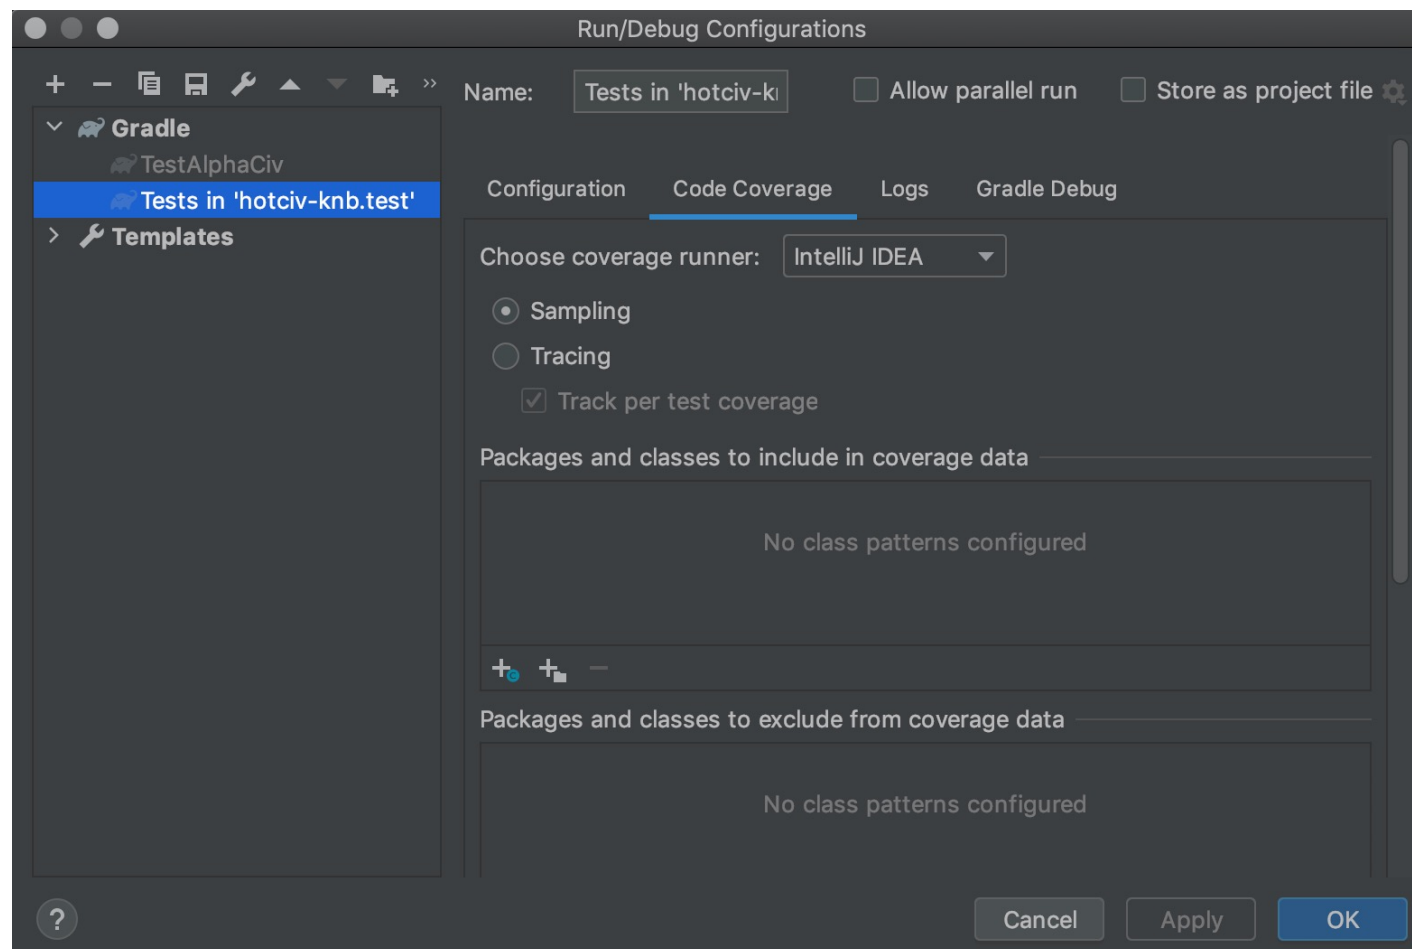 Run/Debug Configurations
Name: Tests in 'hotciv-k Allow parallel run Store as project file
Gradle
TestAlphaCiv
Tests in 'hotciv-knb.test'
Templates
Configuration Code Coverage Logs Gradle Debug
Choose coverage runner: IntelliJ IDEA
Sampling
Tracing
Track per test coverage
Packages and classes to include in coverage data
No class patterns configured
Packages and classes to exclude from coverage data
No class patterns configured
? Cancel Apply OK